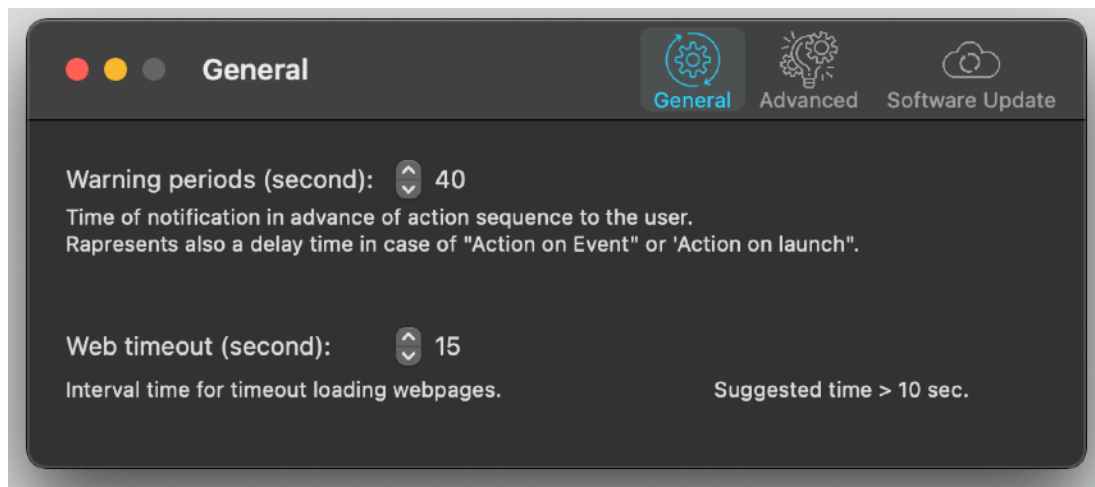 General
General Advanced Software Update
Warning periods (second): 40
Time of notification in advance of action sequence to the user.
Rapresents also a delay time in case of "Action on Event" or 'Action on launch".
Web timeout (second): 15
Interval time for timeout loading webpages. Suggested time > 10 sec.